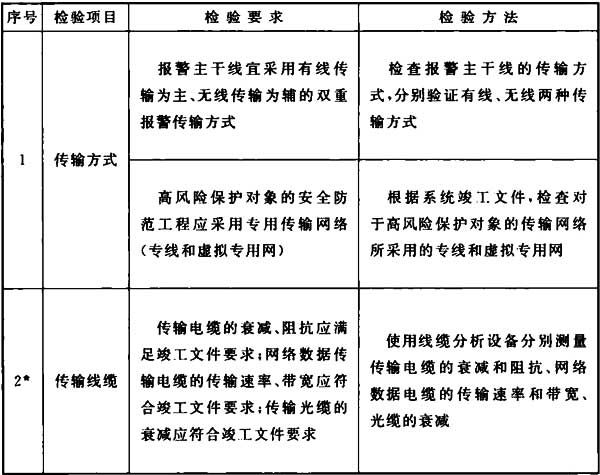 序号 检验项目 检验要求 检验方法
1 传输方式
报警主干线宜采用有线传
输为主、无线传输为辅的双重
报警传输方式
检查报警主干线的传输方
式,分别验证有线、无线两种传
输方式
高风险保护对象的安全防
范工程应采用专用传输网络
(专线和虚拟专用网)
根据系统竣工文件,检查对
于高风险保护对象的传输网络
所采用的专线和虚拟专用网
2* 传输线缆
传输电缆的衰减、阻抗应满
足竣工文件要求;网络数据传
输电缆的传输速率、带宽应符
合竣工文件要求;传输光缆的
衰减应符合竣工文件要求
使用线缆分析设备分别测量
传输电缆的衰减和阻抗、网络
数据电缆的传输速率和带宽、
光缆的衰减